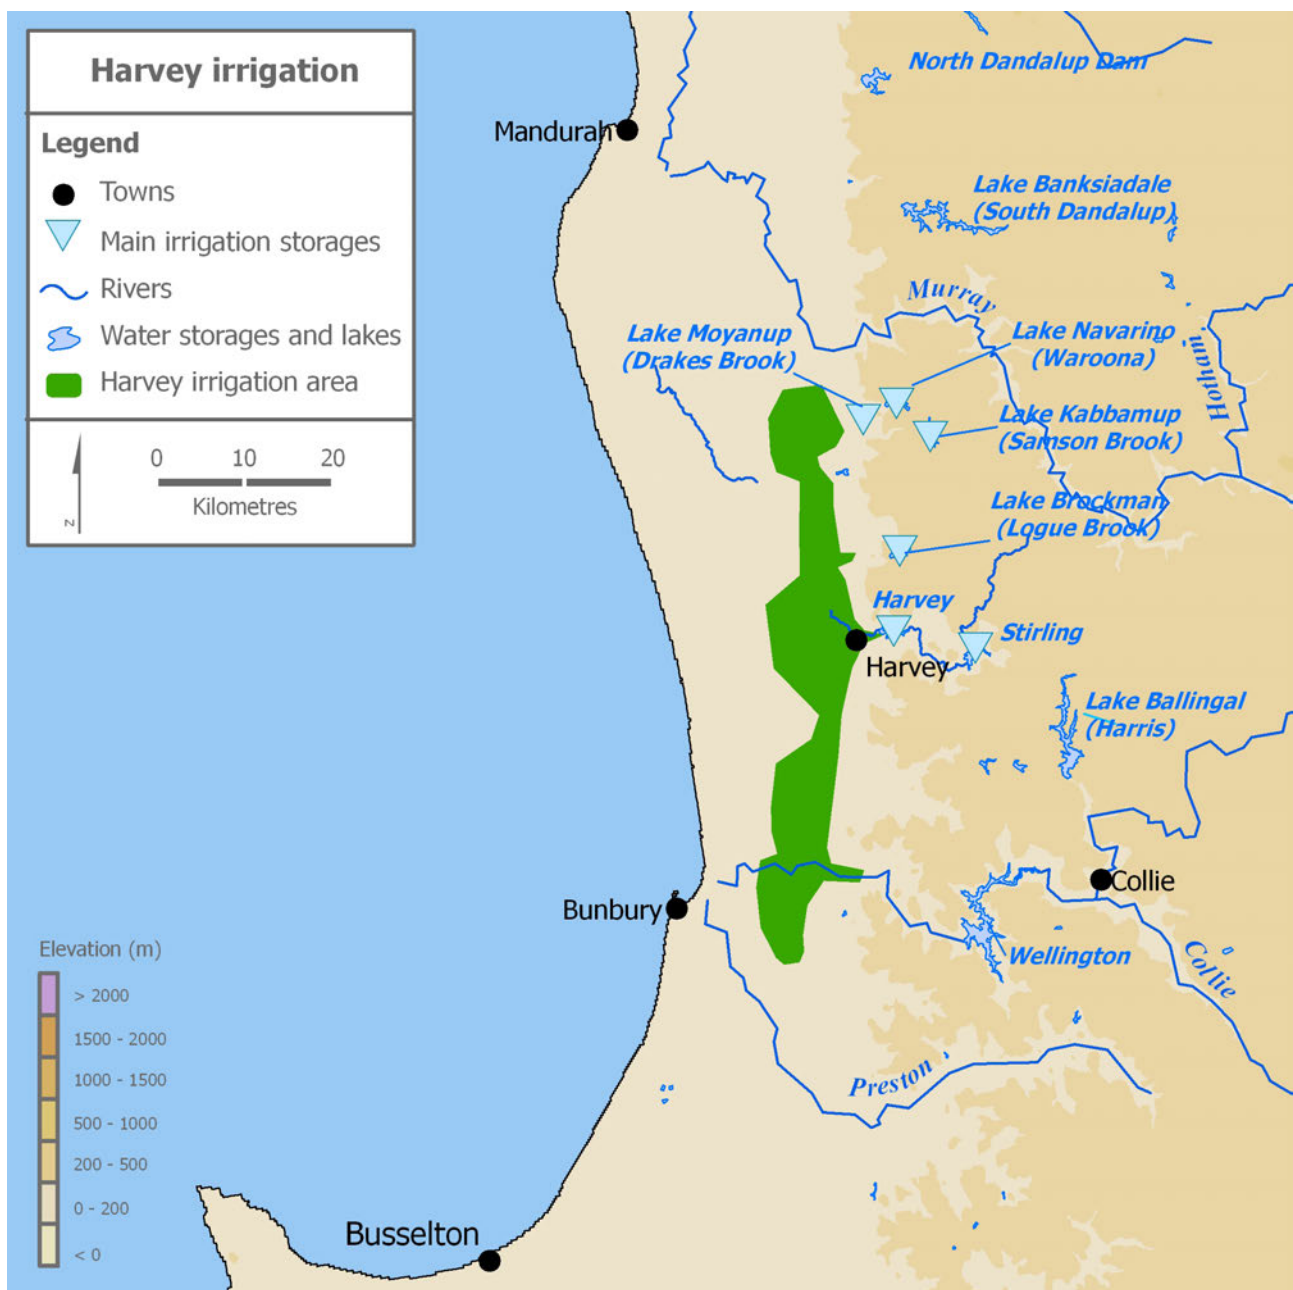 Harvey irrigation
Legend
Towns
Main irrigation storages
Rivers
Water storages and lakes
Harvey irrigation area
0 10 20
Kilometres
z
North Dandalup Dam
Mandurah
Lake Banksiadale
(South Dandalup)
Murray
Hotham
Lake Moyanup
(Drakes Brook)
Lake Navarino
(Waroona)
Lake Kabbamup
(Samson Brook)
Lake Brockman
(Logue Brook)
Harvey
Stirling
Harvey
Lake Ballingal
(Harris)
Collie
Bunbury
Wellington
Collie
Preston
Busselton
Elevation (m)
> 2000
1500 - 2000
1000 - 1500
500 - 1000
200 - 500
0 - 200
< 0